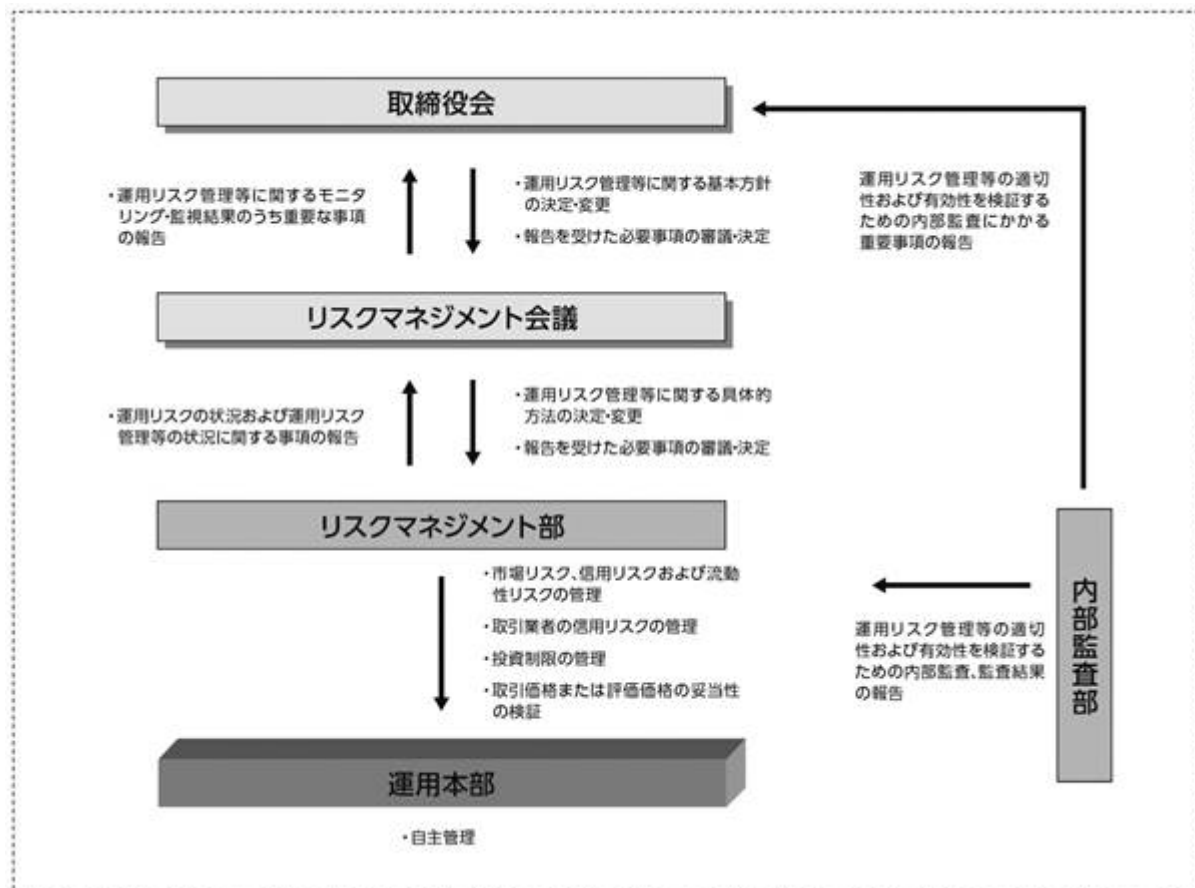 取締役会
・運用リスク管理等に関するモニタ
リング・監視結果のうち重要な事項
の報告
・運用リスク管理等に関する基本方針
の決定・変更
・報告を受けた必要事項の審議・決定
運用リスク管理等の適切
性および有効性を検証する
ための内部監査にかかる
重要事項の報告
リスクマネジメント会議
・運用リスクの状況および運用リスク
管理等の状況に関する事項の報告
・運用リスク管理等に関する具体的
方法の決定・変更
・報告を受けた必要事項の審議・決定
リスクマネジメント部
・市場リスク、信用リスクおよび流動
性リスクの管理
・取引業者の信用リスクの管理
・投資制限の管理
・取引価格または評価価格の妥当性
の検証
運用リスク管理等の適切
性および有効性を検証する
ための内部監査、監査結果
の報告
内部監査部
運用本部
・自主管理